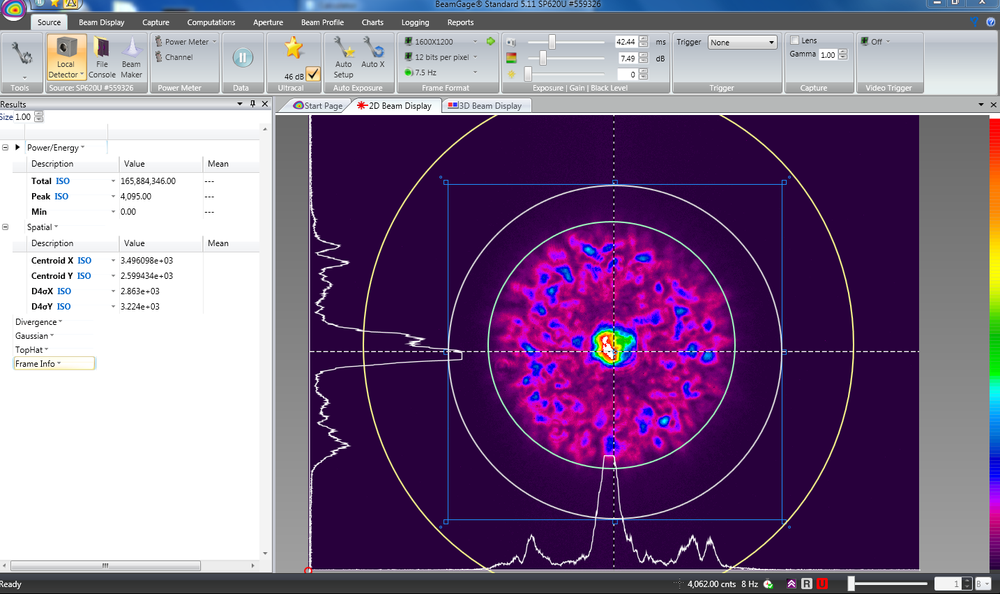 BeamGage® Standard 5.11 SP620U #559326
Source Beam Display Capture Computations Aperture Beam Profile Charts Logging Reports
Tools
Local Detector
File Console
Beam Maker
Source: SP620U #559326
Power Meter
Channel
Power Meter
Data
46 dB
Ultracal
Auto Setup
Auto X
Auto Exposure
1600X1200
12 bits per pixel
7.5 Hz
Frame Format
42.44 ms
7.49 dB
0
Exposure | Gain | Black Level
Trigger None
Trigger
Lens
Gamma 1.00
Capture
Off
Video Trigger
Results
Size 1.00
Power/Energy
Description Value Mean
Total ISO 165,884,346.00 ---
Peak ISO 4,095.00 ---
Min 0.00 ---
Spatial
Description Value Mean
Centroid X ISO 3.496098e+03
Centroid Y ISO 2.599434e+03
D4σX ISO 2.863e+03
D4σY ISO 3.224e+03
Divergence
Gaussian
TopHat
Frame Info
Start Page 2D Beam Display 3D Beam Display
Ready
4,062.00 cnts 8 Hz R U 1 B